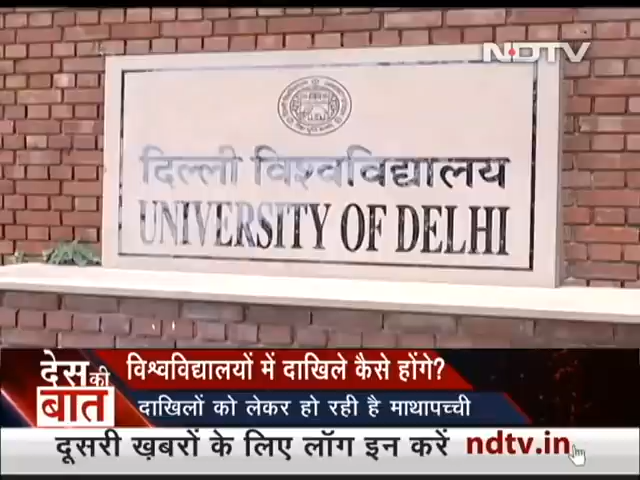 NDTV
दिल्ली विश्वविद्यालय
UNIVERSITY OF DELHI
देस की बात
विश्वविद्यालयों में दाखिले कैसे होंगे?
दाखिलों को लेकर हो रही है माथापच्ची
दूसरी ख़बरों के लिए लॉग इन करें ndtv.in